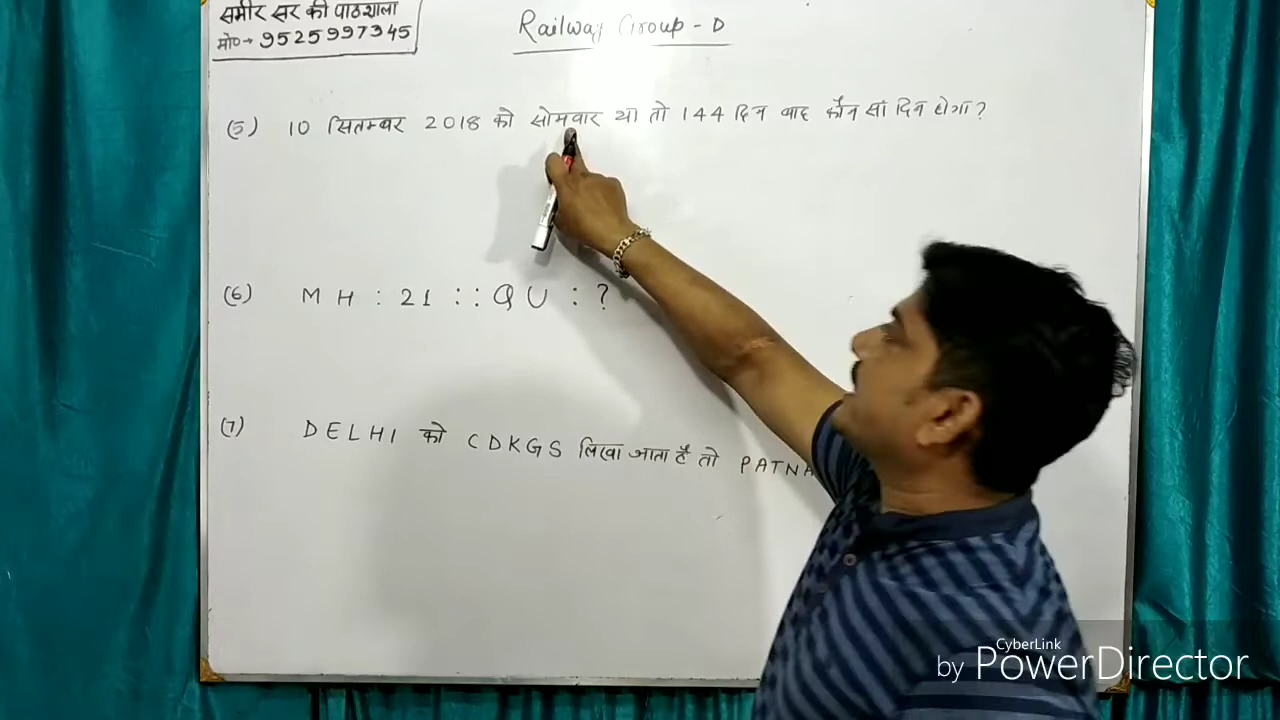 समीर सर की पाठशाला
मो० → 9525997345
Railway Group - D
(5) 10 सितम्बर 2018 को सोमवार था तो 144 दिन बाद कौन सा दिन होगा?
(6) M H : 21 : : Q U : ?
(7) D E L H I को C D K G S लिखा जाता है तो P A T N A
CyberLink
by PowerDirector